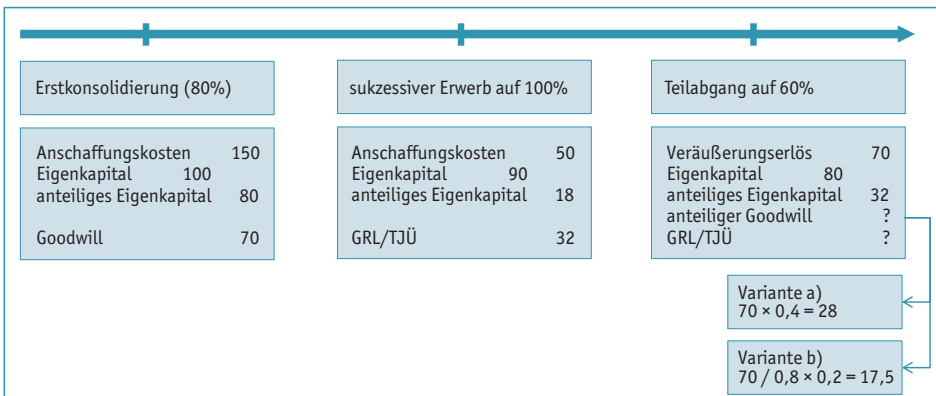 Erstkonsolidierung (80%)
Anschaffungskosten 150
Eigenkapital 100
anteiliges Eigenkapital 80
Goodwill 70
sukzessiver Erwerb auf 100%
Anschaffungskosten 50
Eigenkapital 90
anteiliges Eigenkapital 18
GRL/TJÜ 32
Teilabgang auf 60%
Veräußerungserlös 70
Eigenkapital 80
anteiliges Eigenkapital 32
anteiliger Goodwill ?
GRL/TJÜ ?
Variante a)
70 × 0,4 = 28
Variante b)
70 / 0,8 × 0,2 = 17,5